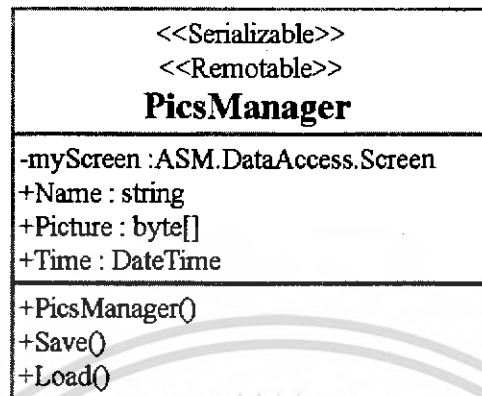 <<Serializable>>
<<Remotable>>
PicsManager
-myScreen :ASM.DataAccess.Screen
+Name : string
+Picture : byte[]
+Time : DateTime
+PicsManager()
+Save()
+Load()